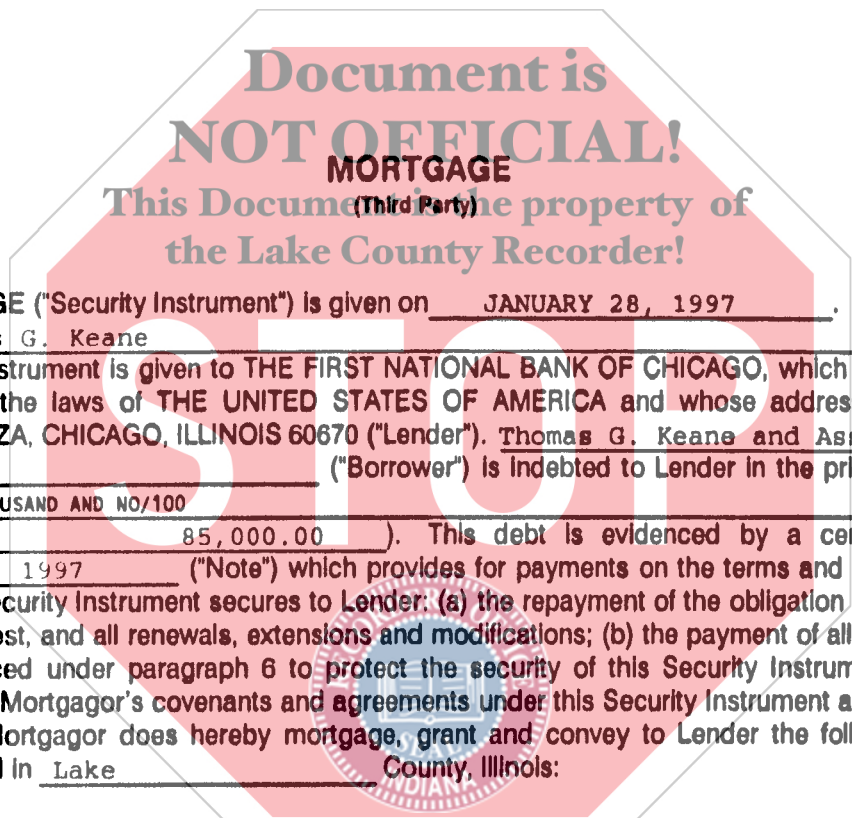 Document is
NOT OFFICIAL!
MORTGAGE
(Third Party)
This Document is the property of
the Lake County Recorder!
GE ("Security Instrument") is given on JANUARY 28, 1997 .
s G. Keane
strument is given to THE FIRST NATIONAL BANK OF CHICAGO, which
the laws of THE UNITED STATES OF AMERICA and whose addres
ZA, CHICAGO, ILLINOIS 60670 ("Lender"). Thomas G. Keane and As
("Borrower") is indebted to Lender in the pri
USAND AND NO/100
85,000.00 ). This debt is evidenced by a ce
1997 ("Note") which provides for payments on the terms and
curity Instrument secures to Lender: (a) the repayment of the obligation
est, and all renewals, extensions and modifications; (b) the payment of all
ced under paragraph 6 to protect the security of this Security Instrum
Mortgagor's covenants and agreements under this Security Instrument a
Mortgagor does hereby mortgage, grant and convey to Lender the foll
d in Lake County, Illinois:
STOP
SEAL
INDIANA